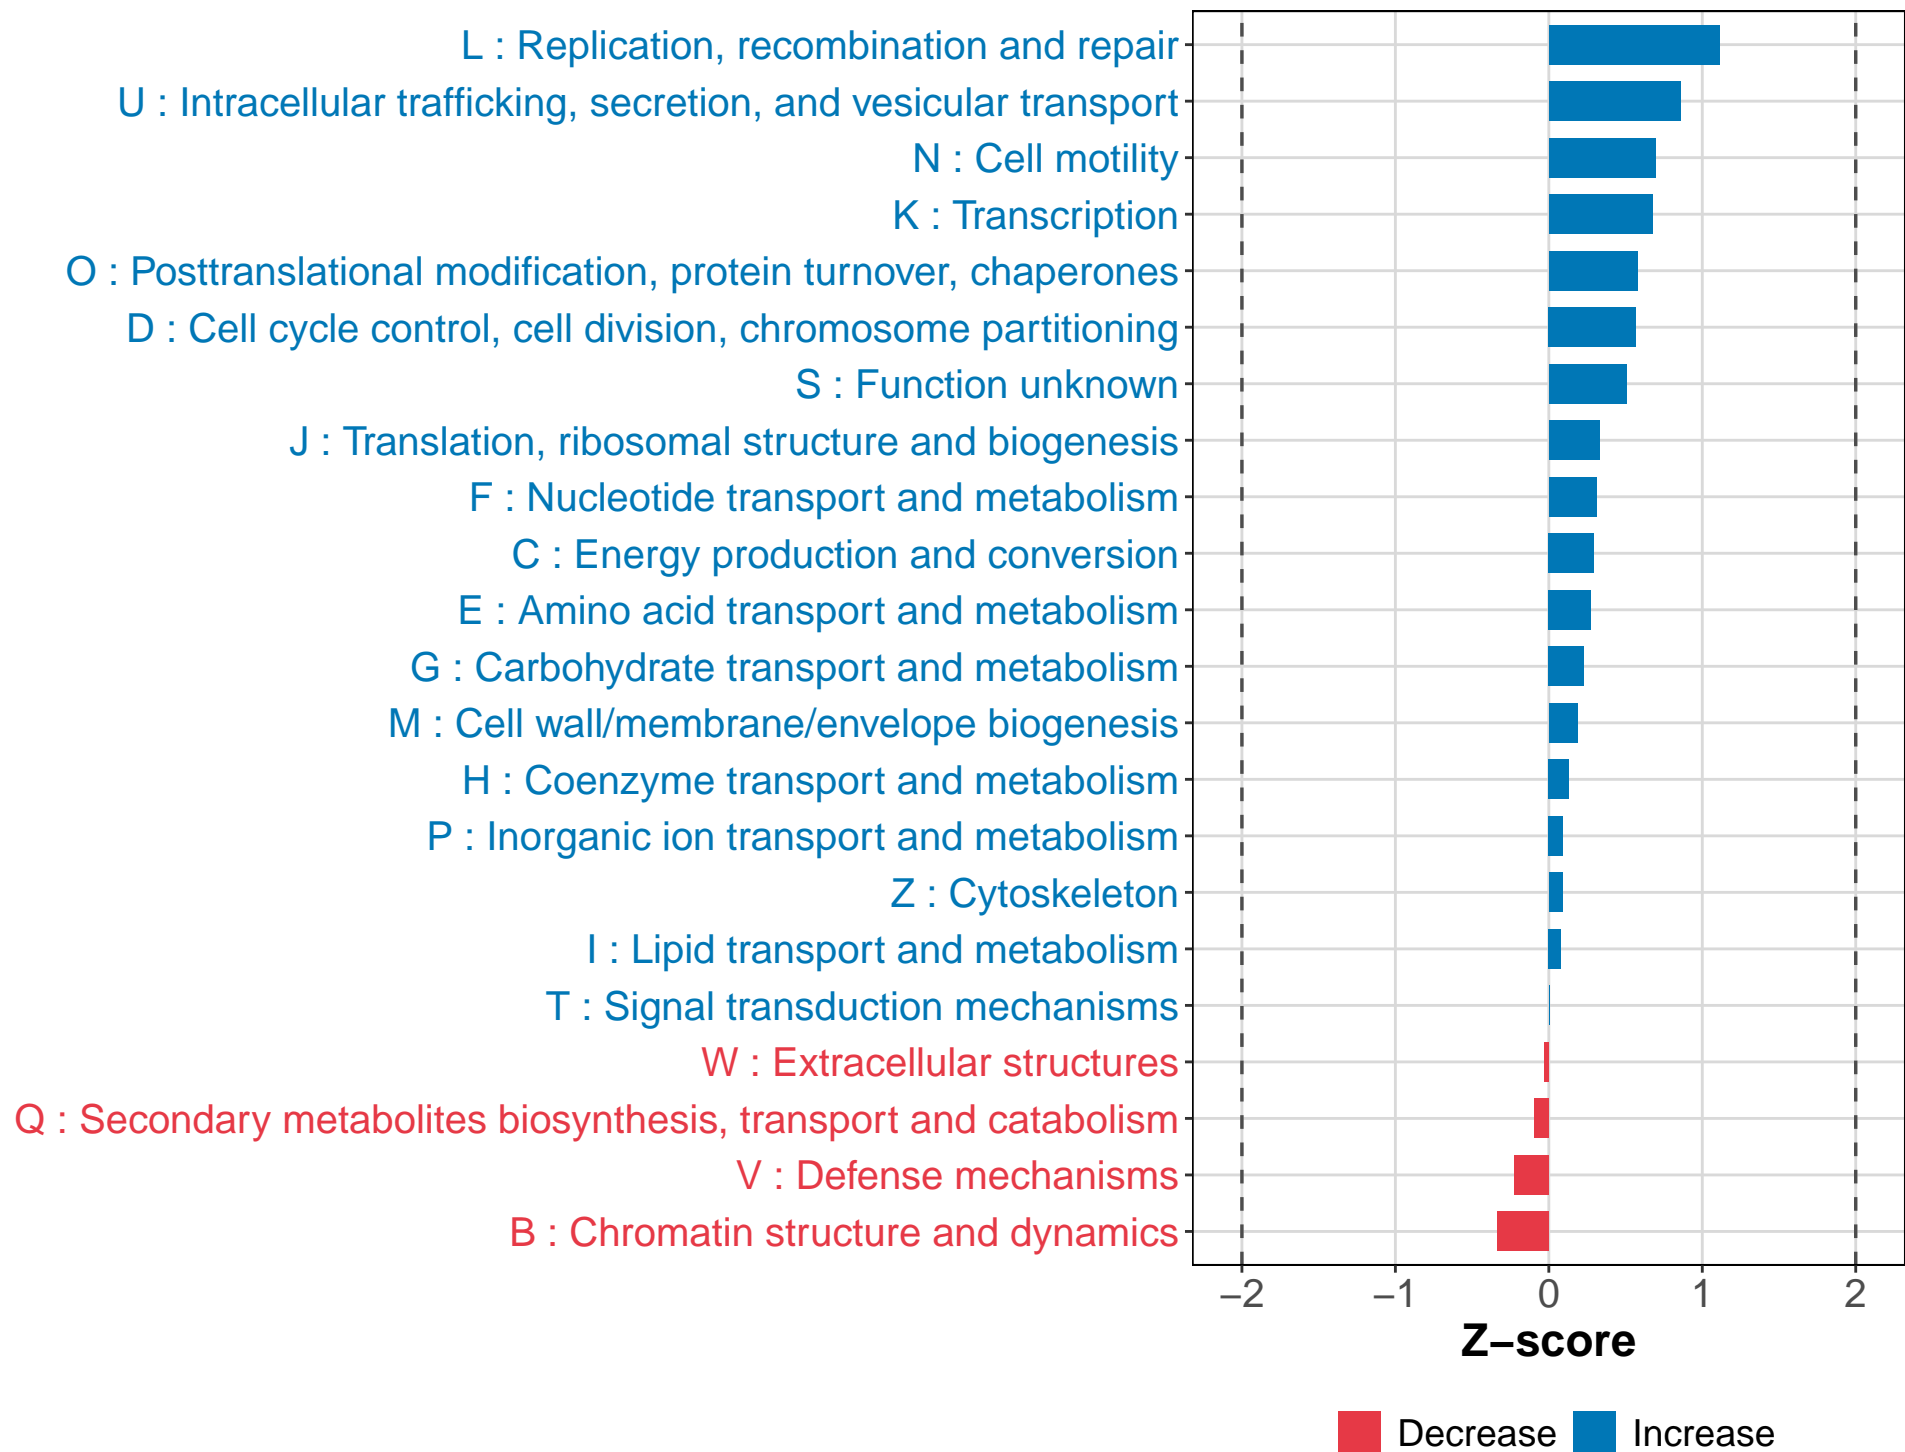 L : Replication, recombination and repair
U : Intracellular trafficking, secretion, and vesicular transport
N : Cell motility
K : Transcription
O : Posttranslational modification, protein turnover, chaperones
D : Cell cycle control, cell division, chromosome partitioning
S : Function unknown
J : Translation, ribosomal structure and biogenesis
F : Nucleotide transport and metabolism
C : Energy production and conversion
E : Amino acid transport and metabolism
G : Carbohydrate transport and metabolism
M : Cell wall/membrane/envelope biogenesis
H : Coenzyme transport and metabolism
P : Inorganic ion transport and metabolism
Z : Cytoskeleton
I : Lipid transport and metabolism
T : Signal transduction mechanisms
W : Extracellular structures
Q : Secondary metabolites biosynthesis, transport and catabolism
V : Defense mechanisms
B : Chromatin structure and dynamics
−2 −1 0 1 2
Z−score
Decrease Increase